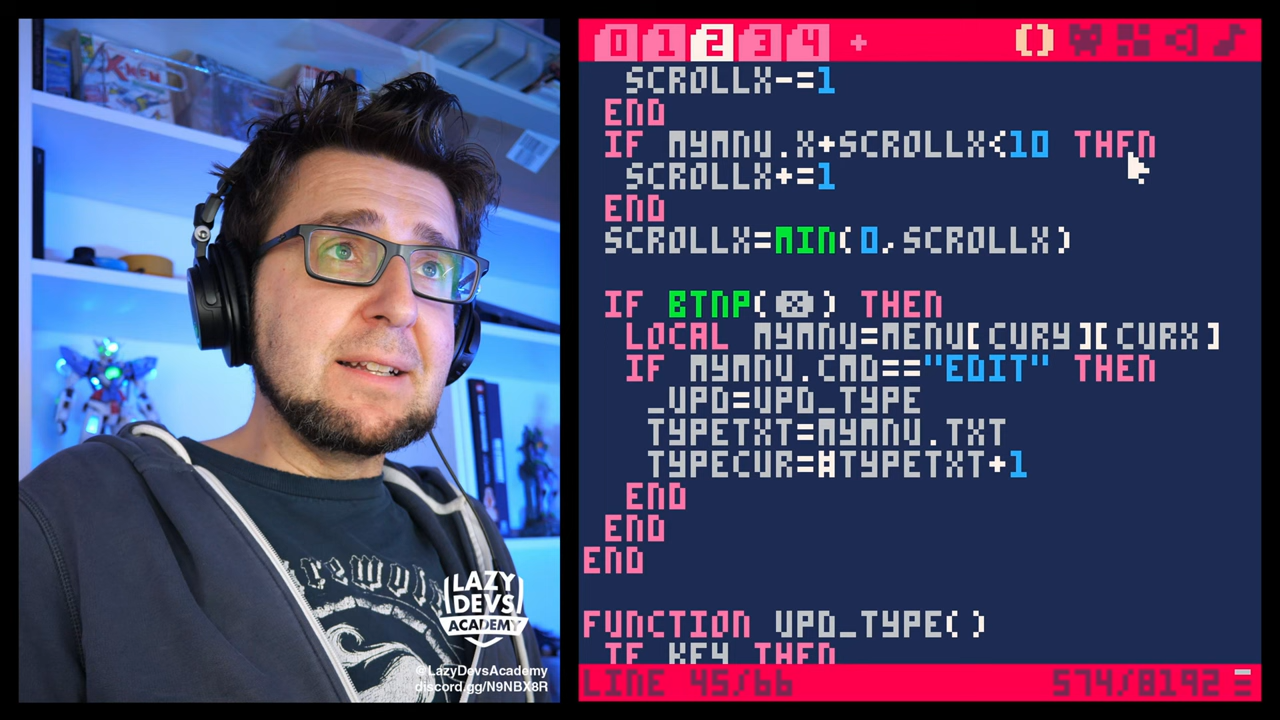 X-MEN
LAZY
DEVS
ACADEMY
@LazyDevsAcademy
discord.gg/N9NBX8R
0 1 2 3 4 +
SCROLLX-=1
END
IF MYMNU.X+SCROLLX<10 THEN
SCROLLX+=1
END
SCROLLX=MIN(0,SCROLLX)
IF BTNP(❎) THEN
LOCAL MYMNU=MENU[CURY][CURX]
IF MYMNU.CMD=="EDIT" THEN
_UPD=UPD_TYPE
TYPETXT=MYMNU.TXT
TYPECUR=#TYPETXT+1
END
END
END
FUNCTION UPD_TYPE()
IF KEY THEN
LINE 45/66
574/8192